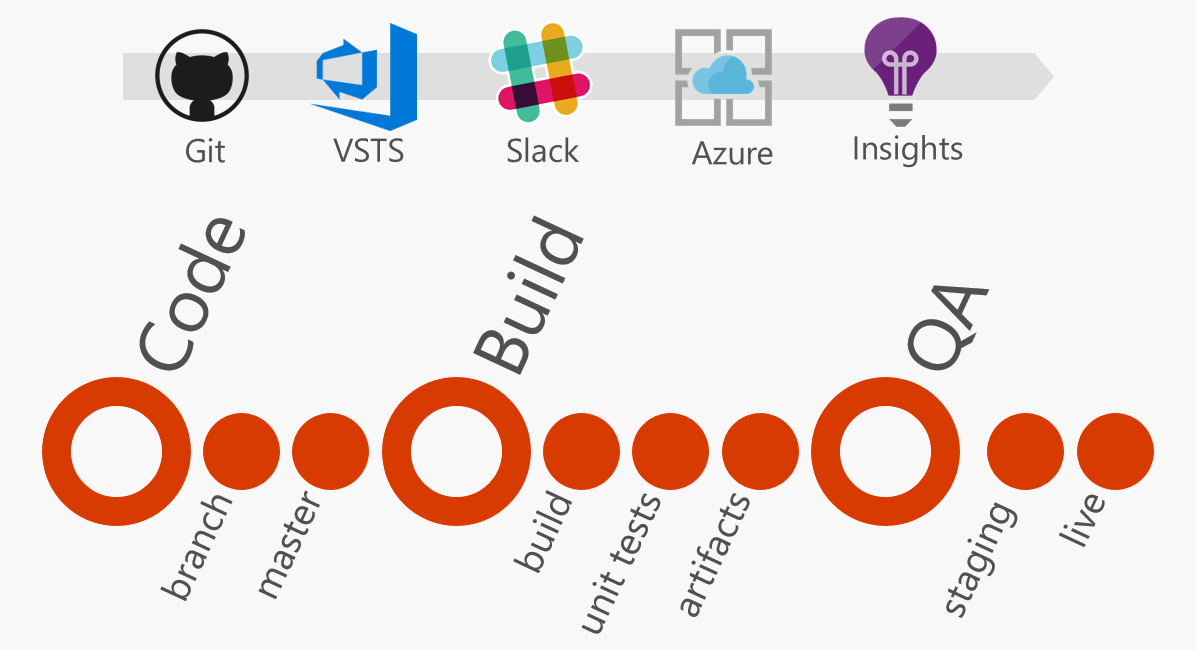 Git
VSTS
Slack
Azure
Insights
Code
Build
QA
branch
master
build
unit tests
artifacts
staging
live